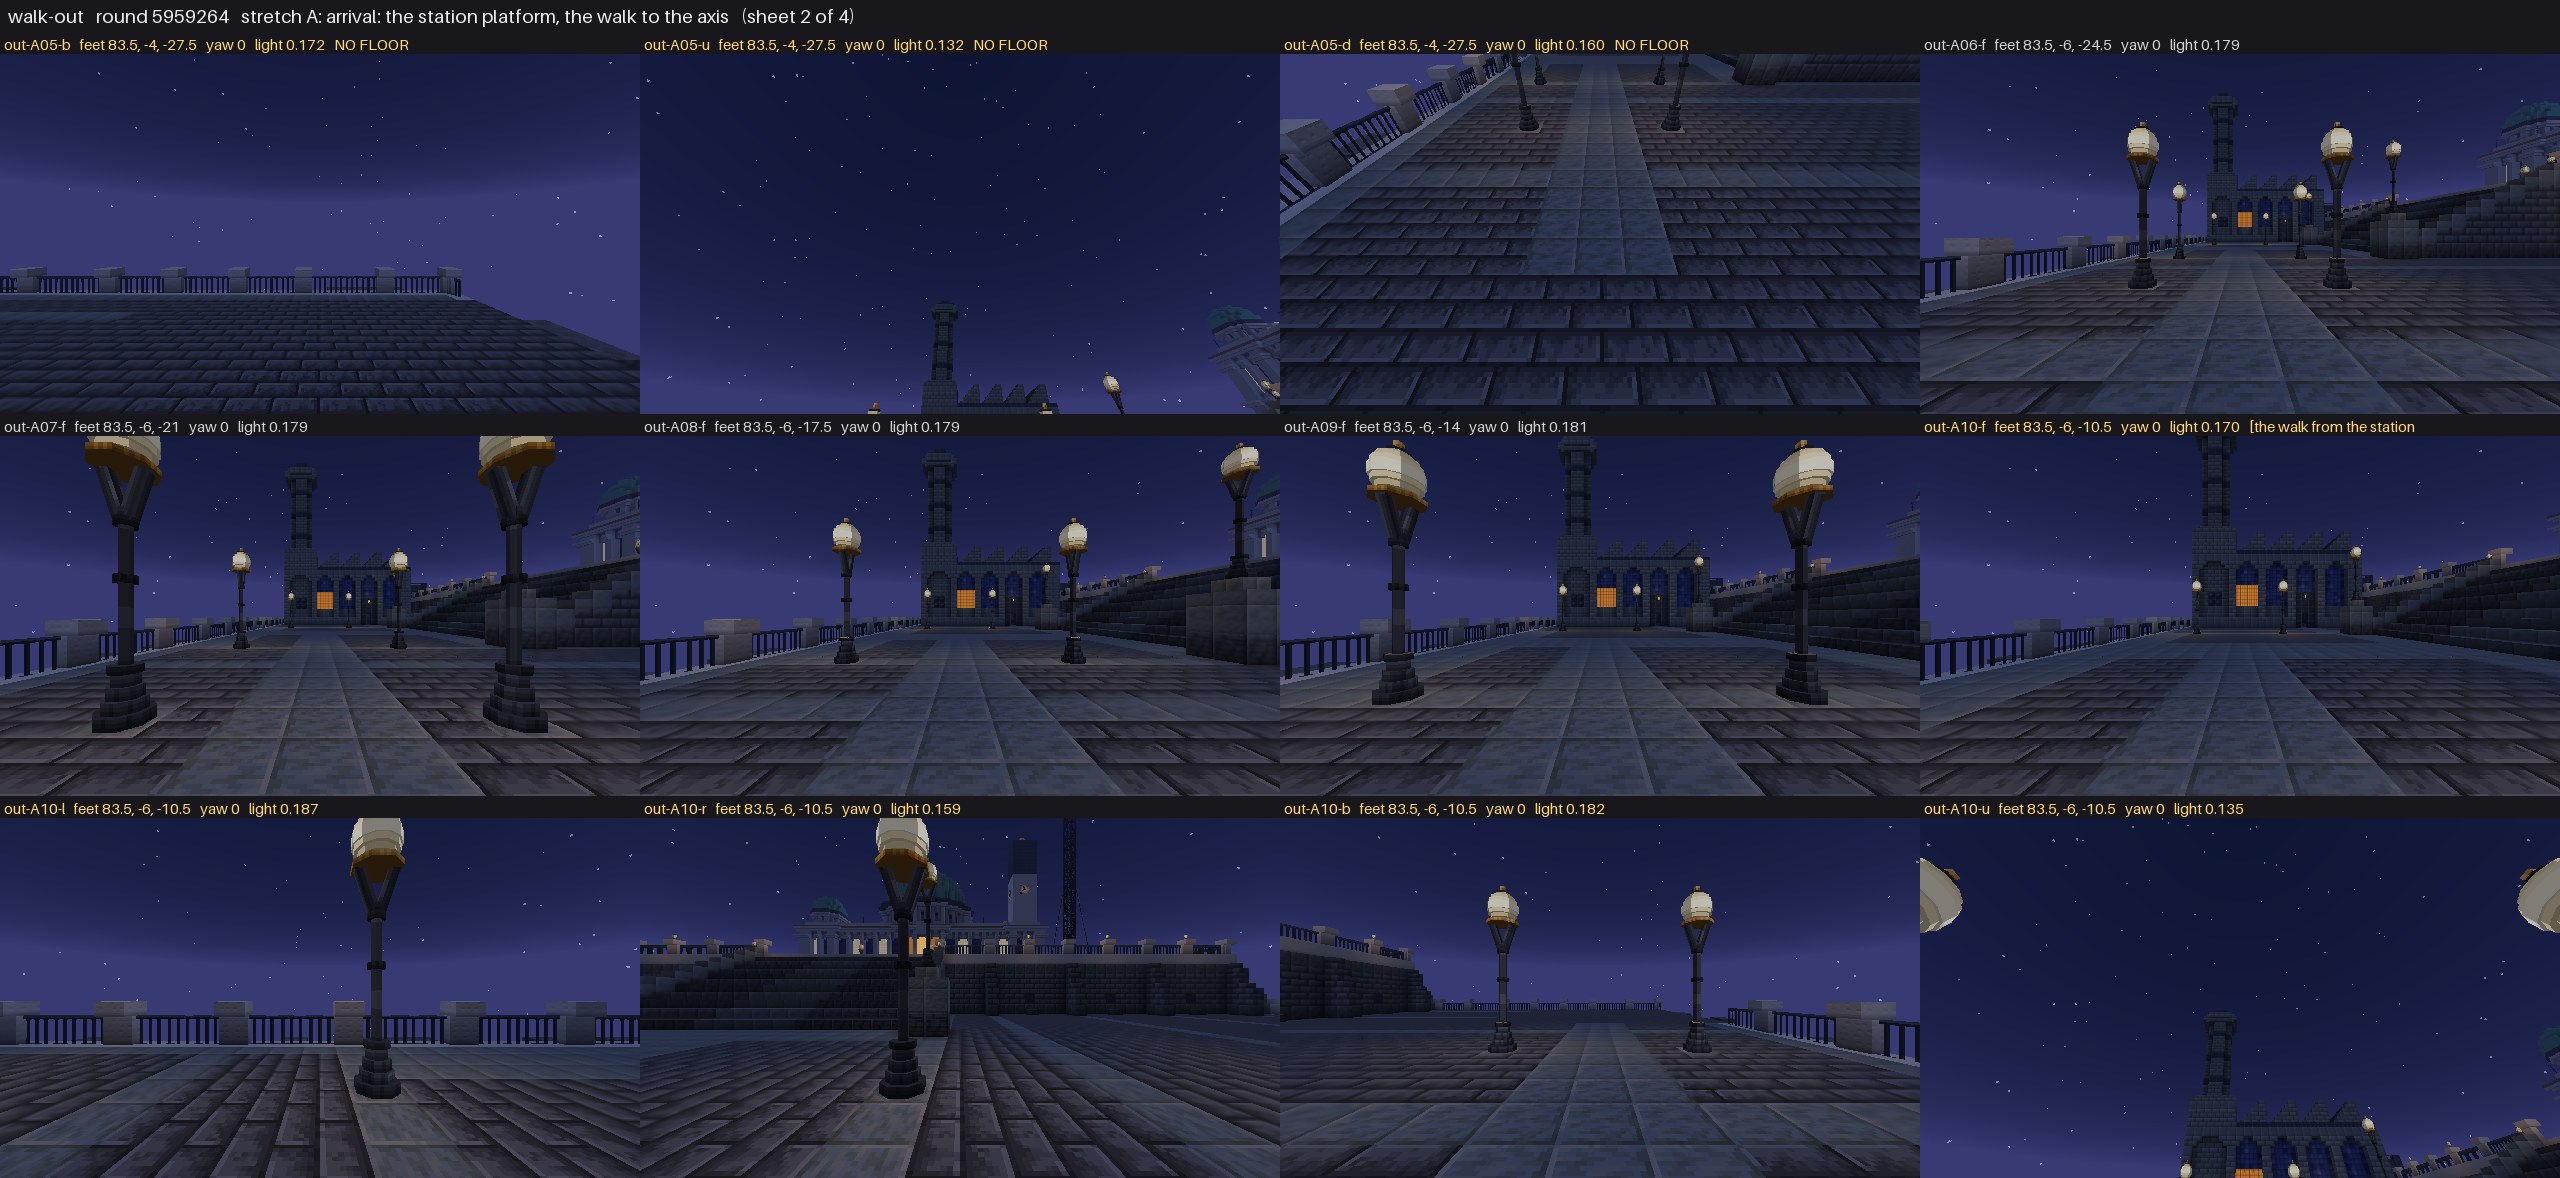 walk-out round 5959264 stretch A: arrival: the station platform, the walk to the axis (sheet 2 of 4)
out-A05-b feet 83.5, -4, -27.5 yaw 0 light 0.172 NO FLOOR
out-A05-u feet 83.5, -4, -27.5 yaw 0 light 0.132 NO FLOOR
out-A05-d feet 83.5, -4, -27.5 yaw 0 light 0.160 NO FLOOR
out-A06-f feet 83.5, -6, -24.5 yaw 0 light 0.179
out-A07-f feet 83.5, -6, -21 yaw 0 light 0.179
out-A08-f feet 83.5, -6, -17.5 yaw 0 light 0.179
out-A09-f feet 83.5, -6, -14 yaw 0 light 0.181
out-A10-f feet 83.5, -6, -10.5 yaw 0 light 0.170 [the walk from the station
out-A10-l feet 83.5, -6, -10.5 yaw 0 light 0.187
out-A10-r feet 83.5, -6, -10.5 yaw 0 light 0.159
out-A10-b feet 83.5, -6, -10.5 yaw 0 light 0.182
out-A10-u feet 83.5, -6, -10.5 yaw 0 light 0.135